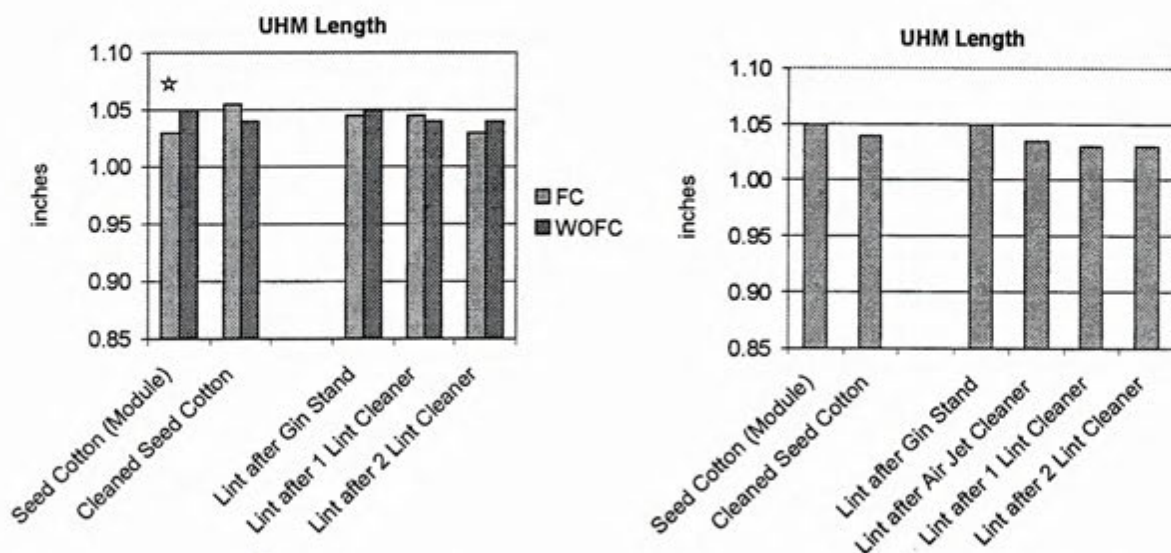 UHM Length
1.10
1.05
1.00
0.95
0.90
0.85
inches
FC
WOFC
Seed Cotton (Module)
Cleaned Seed Cotton
Lint after Gin Stand
Lint after 1 Lint Cleaner
Lint after 2 Lint Cleaner
UHM Length
1.10
1.05
1.00
0.95
0.90
0.85
inches
Seed Cotton (Module)
Cleaned Seed Cotton
Lint after Gin Stand
Lint after Air Jet Cleaner
Lint after 1 Lint Cleaner
Lint after 2 Lint Cleaner